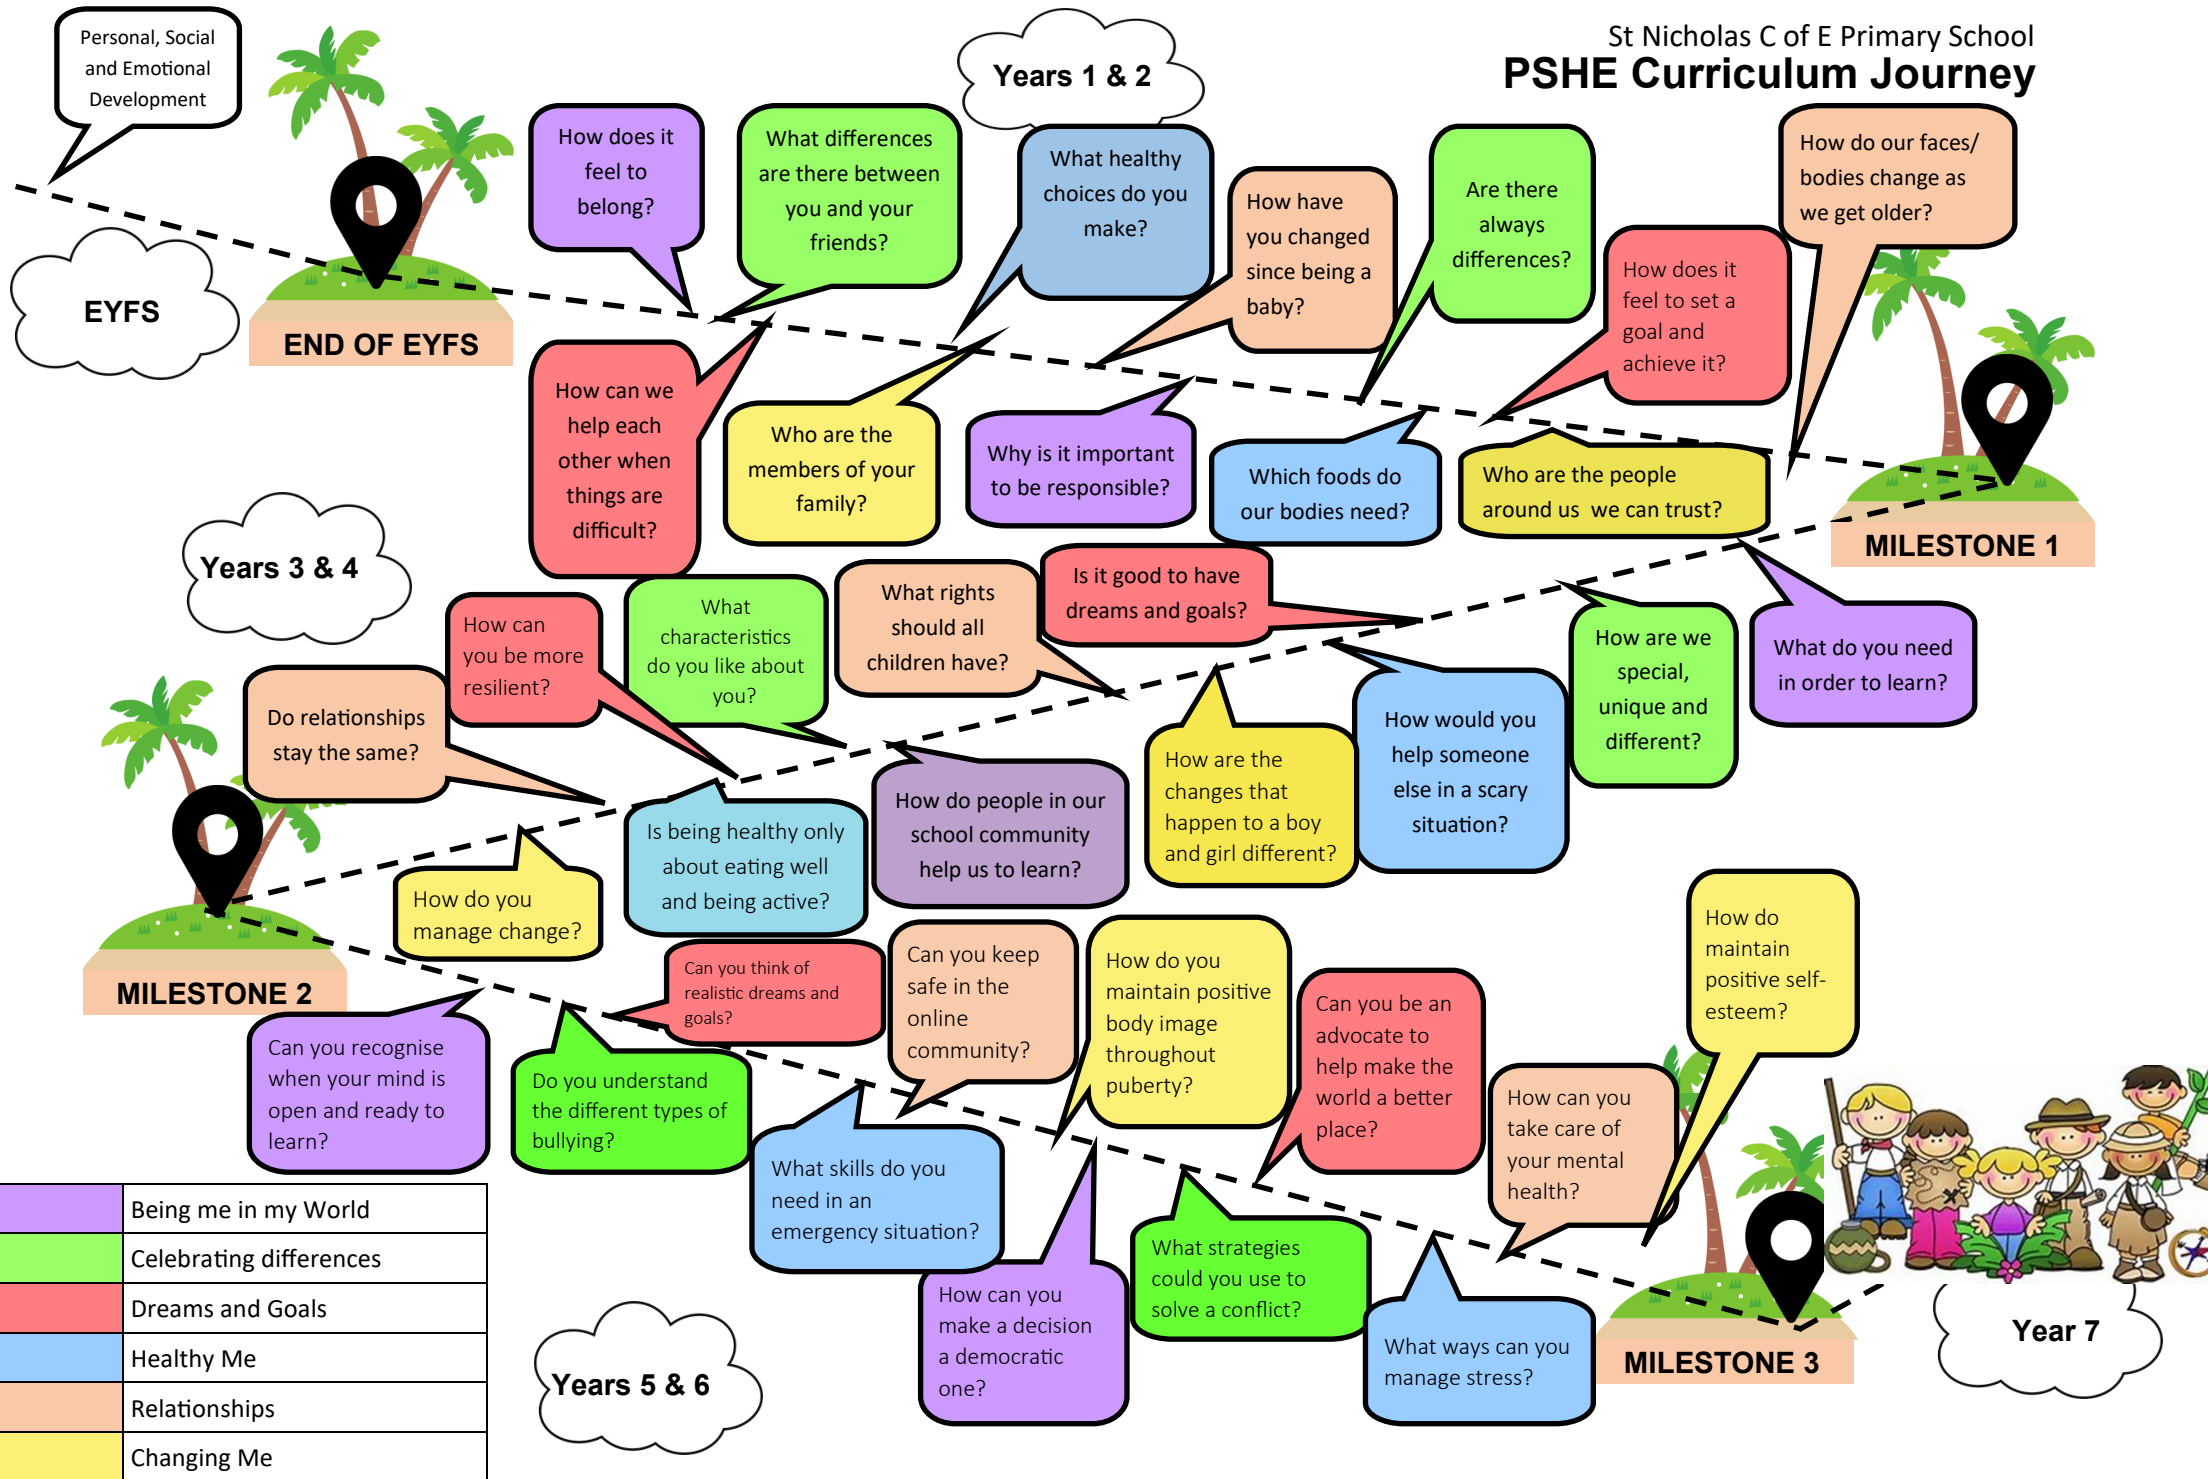 St Nicholas C of E Primary School
PSHE Curriculum Journey
Personal, Social
and Emotional
Development
EYFS
END OF EYFS
Years 1 & 2
How does it
feel to
belong?
What differences
are there between
you and your
friends?
What healthy
choices do you
make?
How have
you changed
since being a
baby?
Are there
always
differences?
How does it
feel to set a
goal and
achieve it?
How do our faces/
bodies change as
we get older?
How can we
help each
other when
things are
difficult?
Who are the
members of your
family?
Why is it important
to be responsible?
Which foods do
our bodies need?
Who are the people
around us  we can trust?
MILESTONE 1
Years 3 & 4
What do you need
in order to learn?
How are we
special,
unique and
different?
Is it good to have
dreams and goals?
How would you
help someone
else in a scary
situation?
What rights
should all
children have?
How are the
changes that
happen to a boy
and girl different?
How do people in our
school community
help us to learn?
What
characteristics
do you like about
you?
How can
you be more
resilient?
Is being healthy only
about eating well
and being active?
Do relationships
stay the same?
How do you
manage change?
MILESTONE 2
Can you recognise
when your mind is
open and ready to
learn?
Do you understand
the different types of
bullying?
Can you think of
realistic dreams and
goals?
What skills do you
need in an
emergency situation?
Can you keep
safe in the
online
community?
How do you
maintain positive
body image
throughout
puberty?
How can you
make a decision
a democratic
one?
What strategies
could you use to
solve a conflict?
Can you be an
advocate to
help make the
world a better
place?
What ways can you
manage stress?
How can you
take care of
your mental
health?
How do
maintain
positive self-
esteem?
MILESTONE 3
Years 5 & 6
Year 7
Being me in my World
Celebrating differences
Dreams and Goals
Healthy Me
Relationships
Changing Me